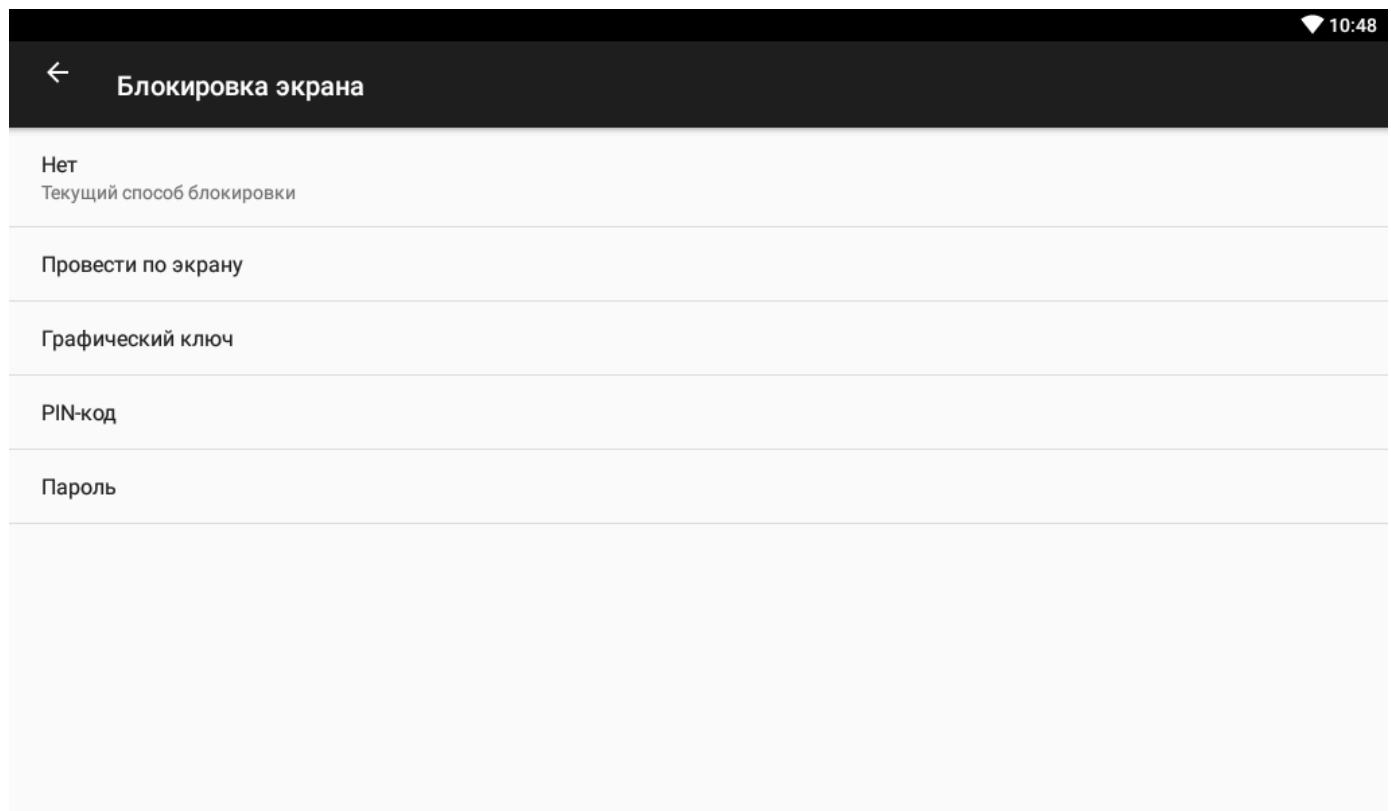 10:48
Блокировка экрана
Нет
Текущий способ блокировки
Провести по экрану
Графический ключ
PIN-код
Пароль